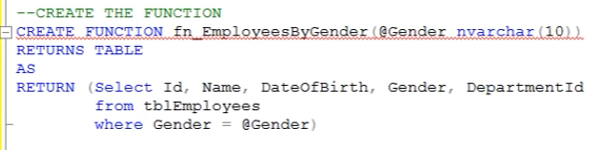 --CREATE THE FUNCTION
CREATE FUNCTION fn_EmployeesByGender(@Gender nvarchar(10))
RETURNS TABLE
AS
RETURN (Select Id, Name, DateOfBirth, Gender, DepartmentId
from tblEmployees
where Gender = @Gender)